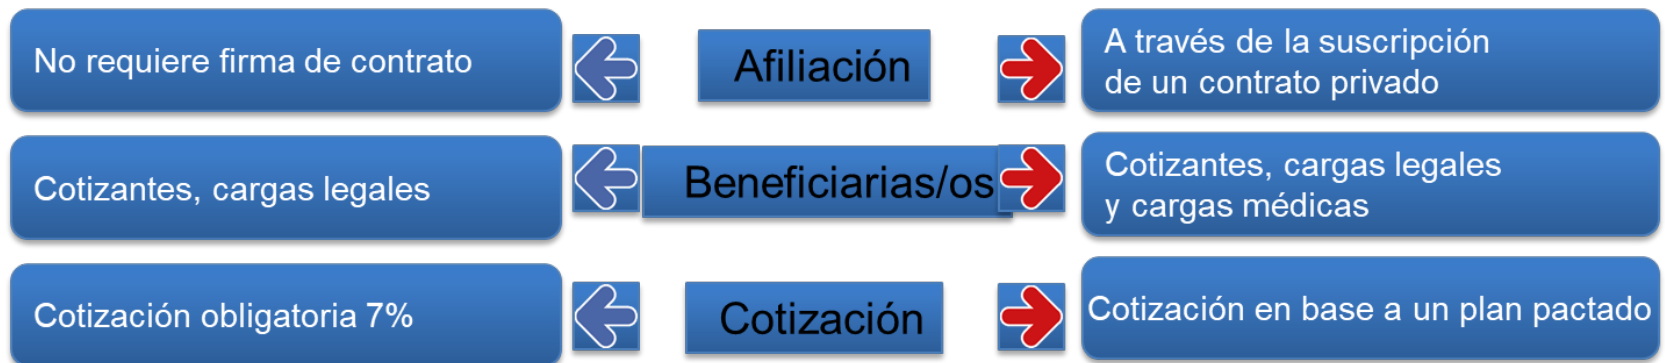 No requiere firma de contrato
Afiliación
A través de la suscripción
de un contrato privado
Cotizantes, cargas legales
Beneficiarias/os
Cotizantes, cargas legales
y cargas médicas
Cotización obligatoria 7%
Cotización
Cotización en base a un plan pactado